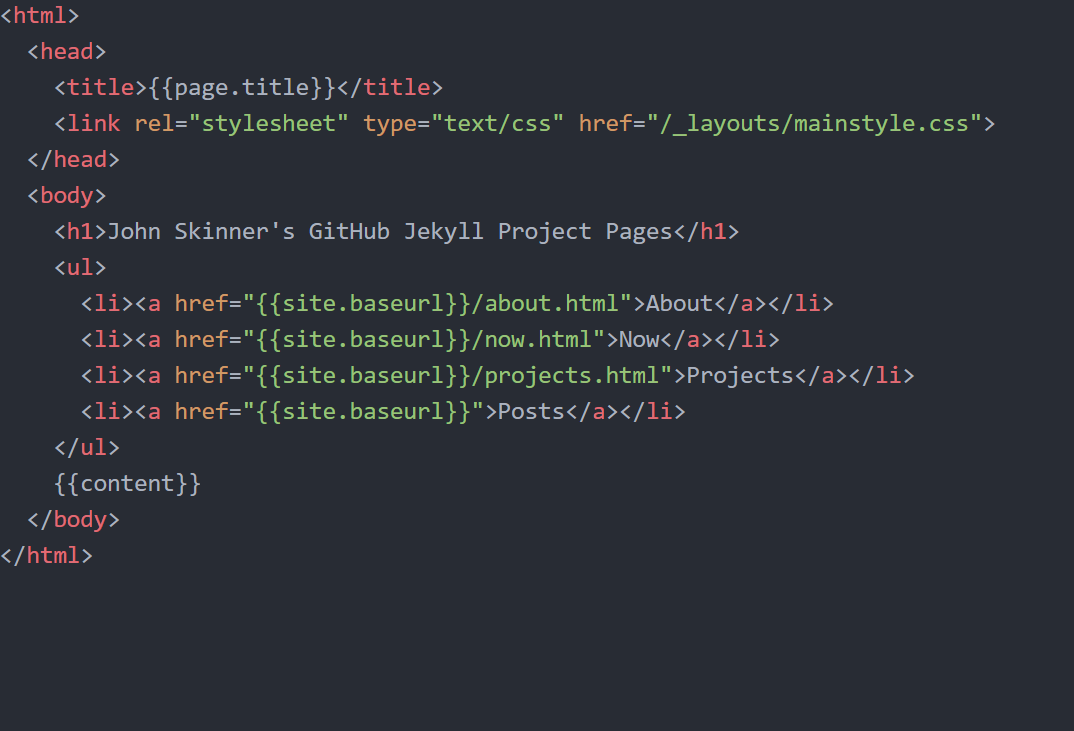 <html>
  <head>
    <title>{{page.title}}</title>
    <link rel="stylesheet" type="text/css" href="/_layouts/mainstyle.css">
  </head>
  <body>
    <h1>John Skinner's GitHub Jekyll Project Pages</h1>
    <ul>
      <li><a href="{{site.baseurl}}/about.html">About</a></li>
      <li><a href="{{site.baseurl}}/now.html">Now</a></li>
      <li><a href="{{site.baseurl}}/projects.html">Projects</a></li>
      <li><a href="{{site.baseurl}}">Posts</a></li>
    </ul>
    {{content}}
  </body>
</html>